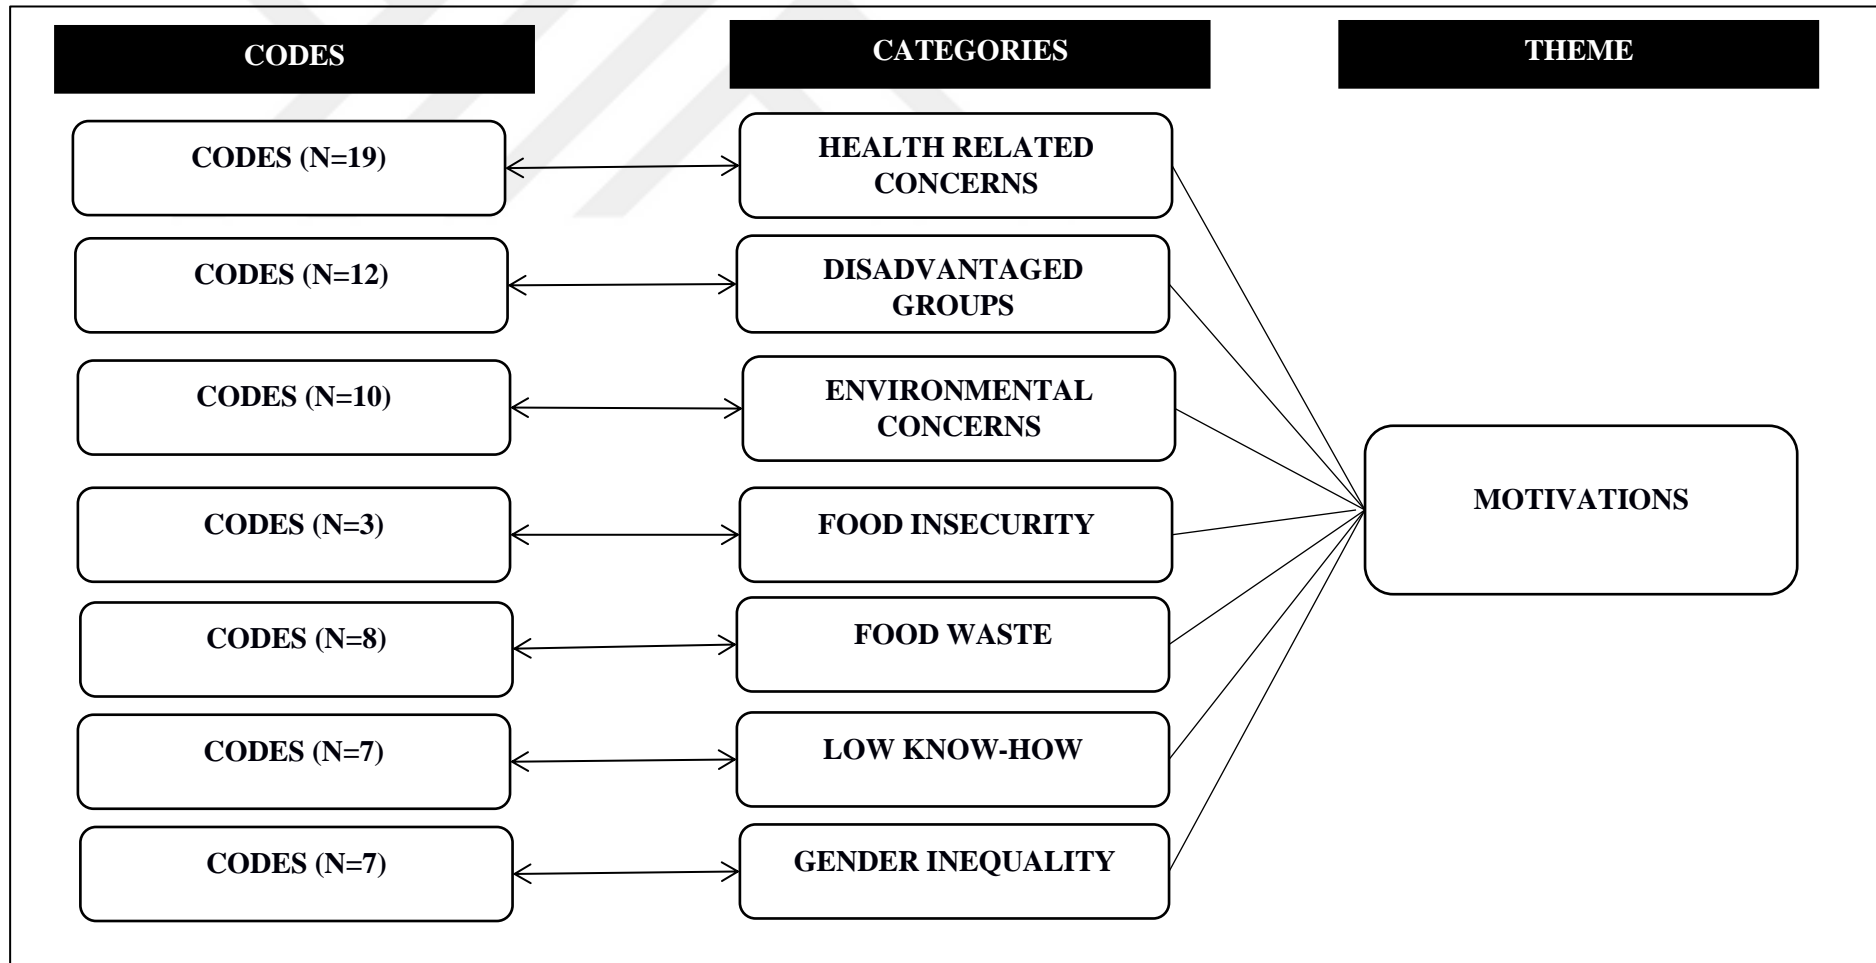 CODES
CATEGORIES
THEME
CODES (N=19)
HEALTH RELATED
CONCERNS
CODES (N=12)
DISADVANTAGED
GROUPS
CODES (N=10)
ENVIRONMENTAL
CONCERNS
MOTIVATIONS
CODES (N=3)
FOOD INSECURITY
CODES (N=8)
FOOD WASTE
CODES (N=7)
LOW KNOW-HOW
CODES (N=7)
GENDER INEQUALITY